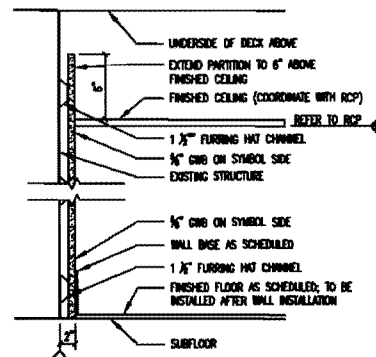 UNDERSIDE OF DECK ABOVE
EXTEND PARTITION TO 6" ABOVE
FINISHED CEILING
6"
FINISHED CEILING (COORDINATE WITH RCP)
REFER TO RCP
1 ½" FURRING HAT CHANNEL
⅝" GWB ON SYMBOL SIDE
EXISTING STRUCTURE
⅝" GWB ON SYMBOL SIDE
WALL BASE AS SCHEDULED
1 ½" FURRING HAT CHANNEL
FINISHED FLOOR AS SCHEDULED; TO BE
INSTALLED AFTER WALL INSTALLATION
2"
SUBFLOOR